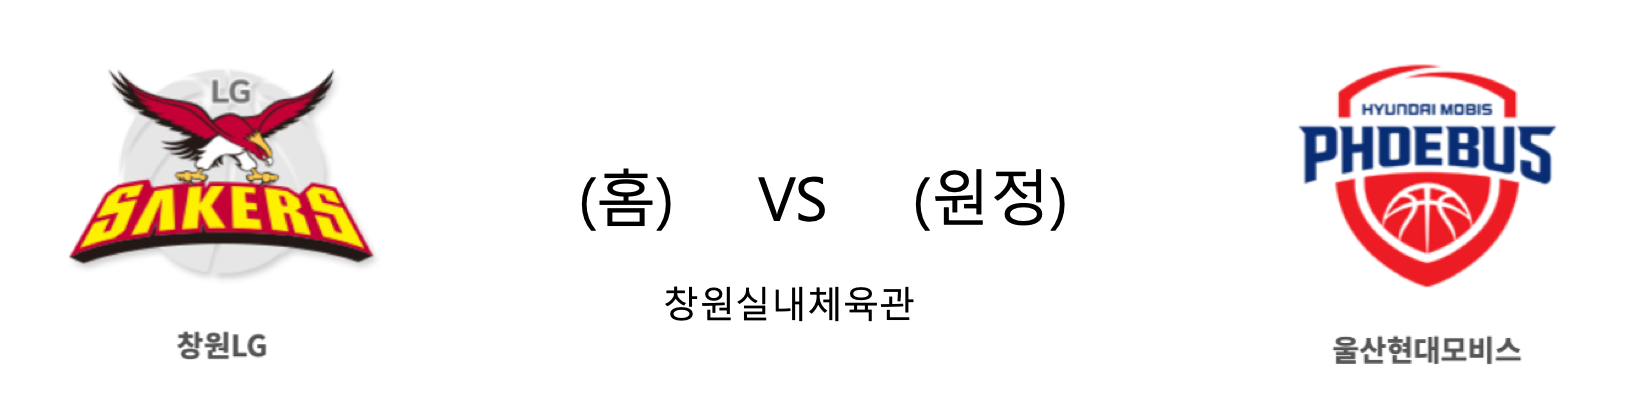 LG
SAKERS
창원LG
(홈) VS (원정)
창원실내체육관
HYUNDAI MOBIS
PHOEBUS
울산현대모비스